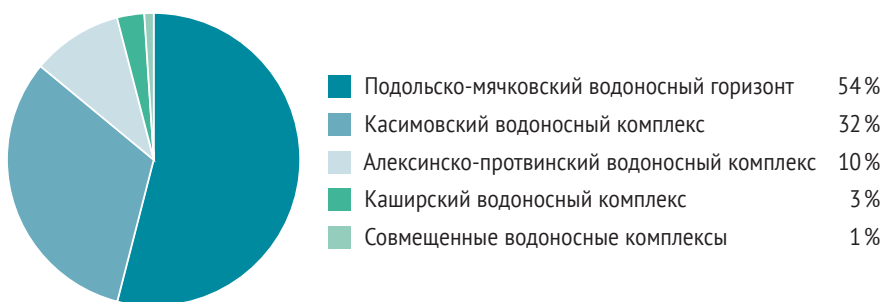 Подольско-мячковский водоносный горизонт 54 %
Касимовский водоносный комплекс 32 %
Алексинско-протвинский водоносный комплекс 10 %
Каширский водоносный комплекс 3 %
Совмещенные водоносные комплексы 1 %